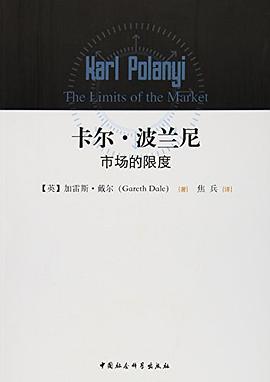 Karl Polanyi
The Limits of the Market
卡尔·波兰尼
市场的限度
【英】加雷斯·戴尔（Gareth Dale） [著] 焦 兵 [译]
中国社会科学出版社